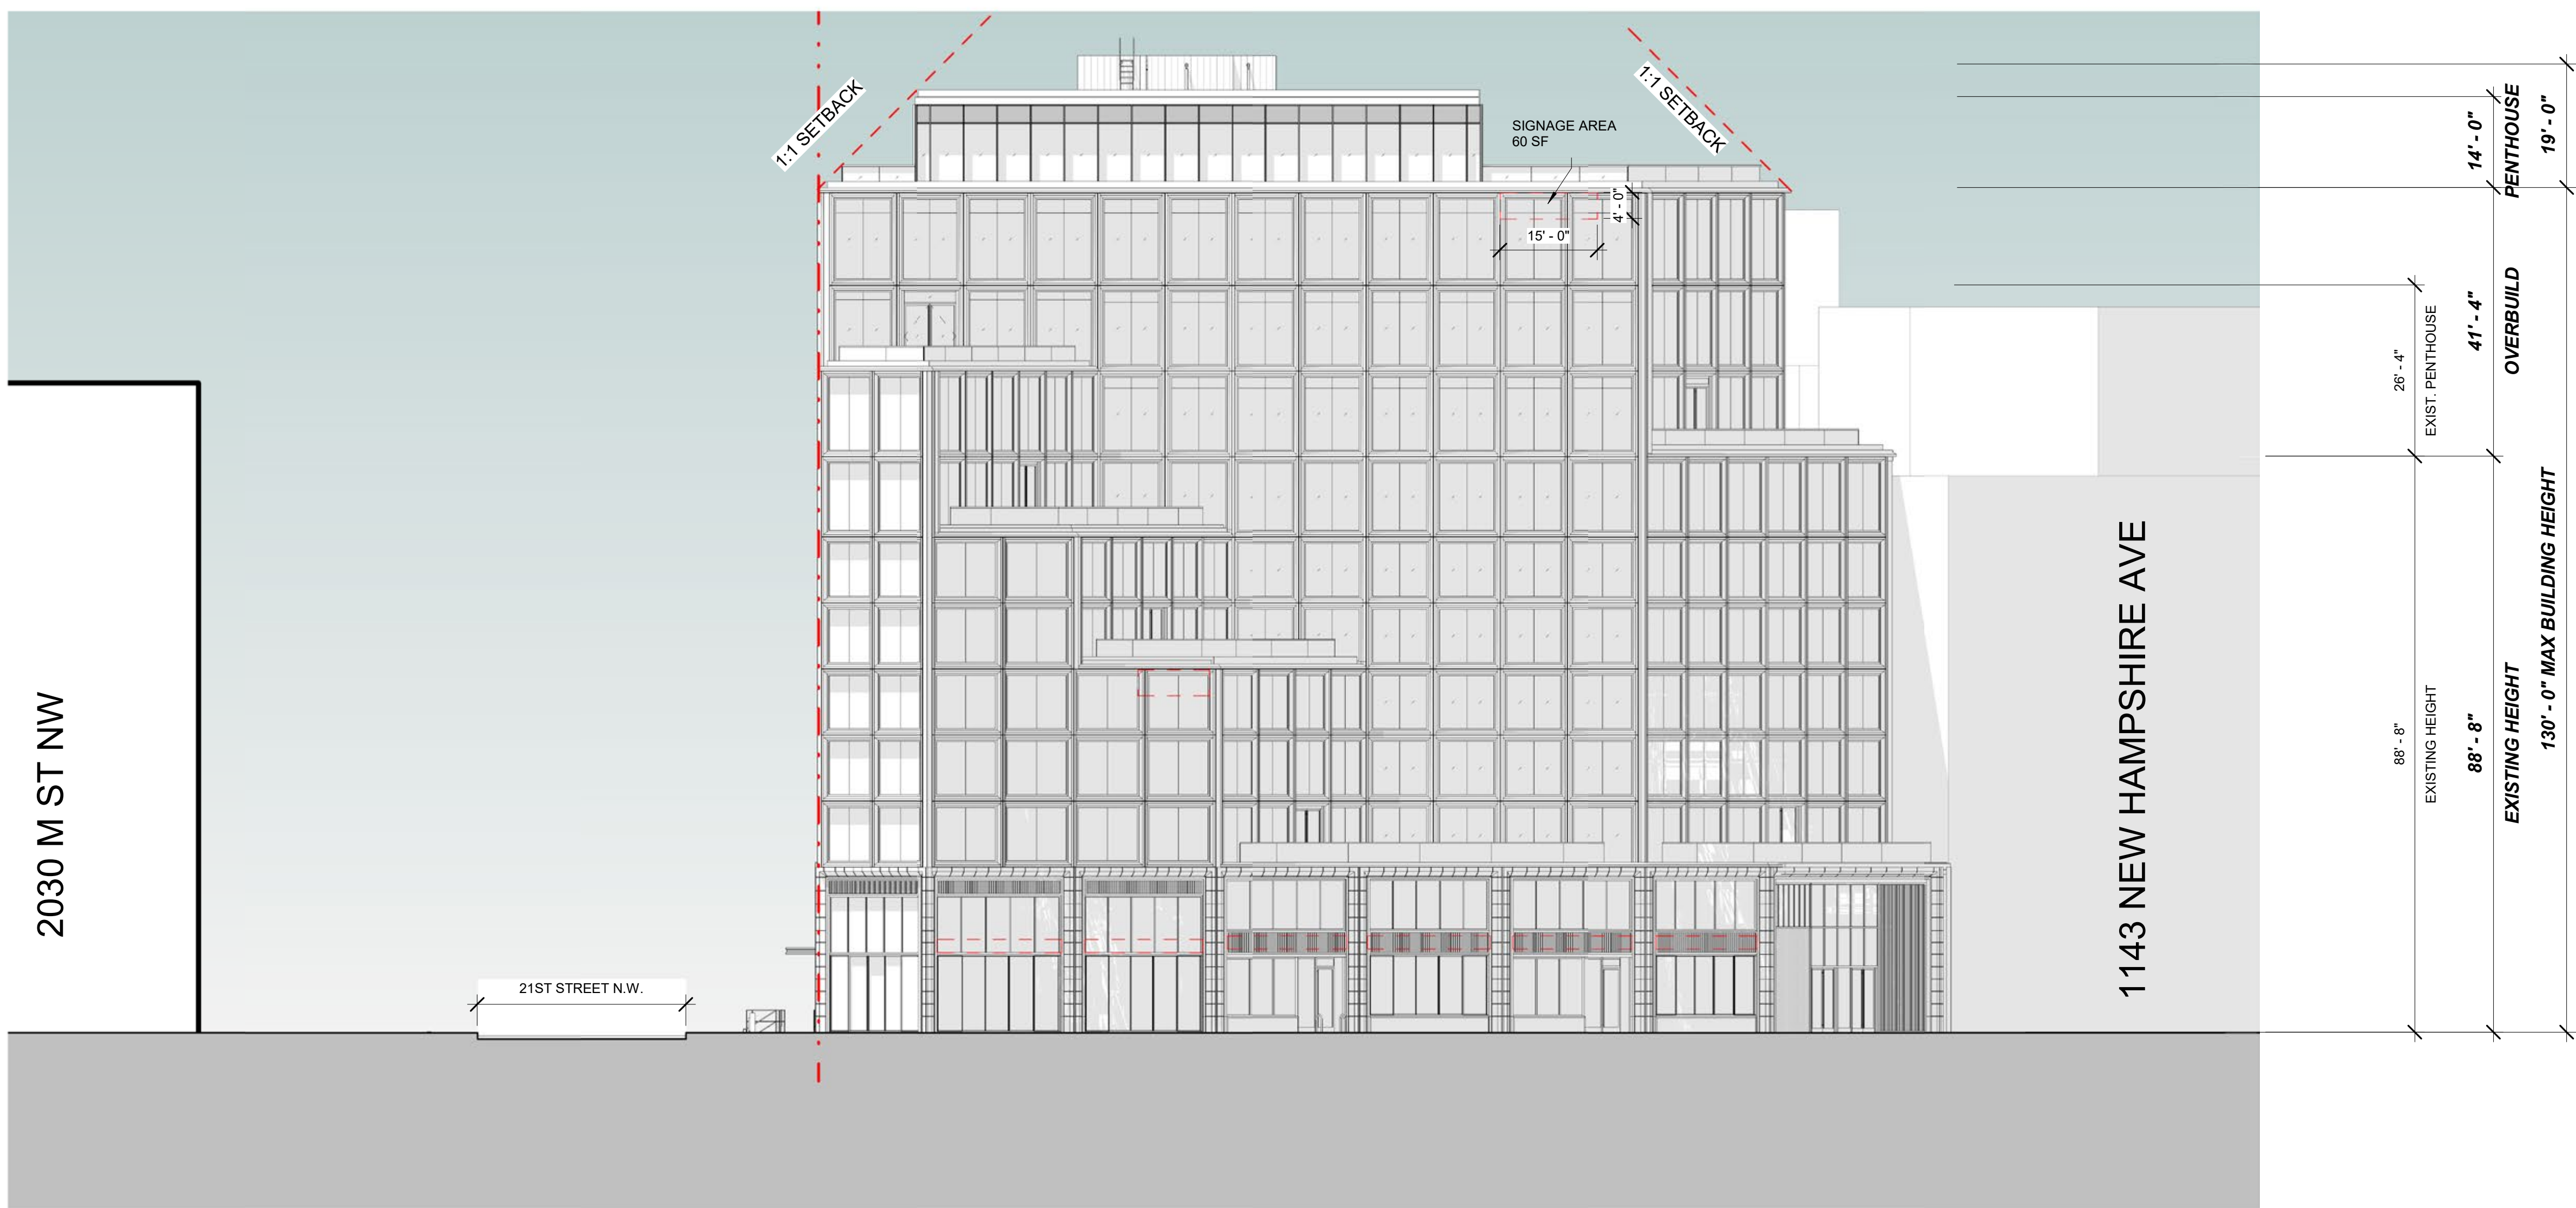 1:1 SETBACK
1:1 SETBACK
SIGNAGE AREA
60 SF
4' - 0"
15' - 0"
2030 M ST NW
21ST STREET N.W.
1143 NEW HAMPSHIRE AVE
26' - 4"
EXIST. PENTHOUSE
88' - 8"
EXISTING HEIGHT
14' - 0"
PENTHOUSE
41' - 4"
OVERBUILD
88' - 8"
EXISTING HEIGHT
19' - 0"
130' - 0" MAX BUILDING HEIGHT